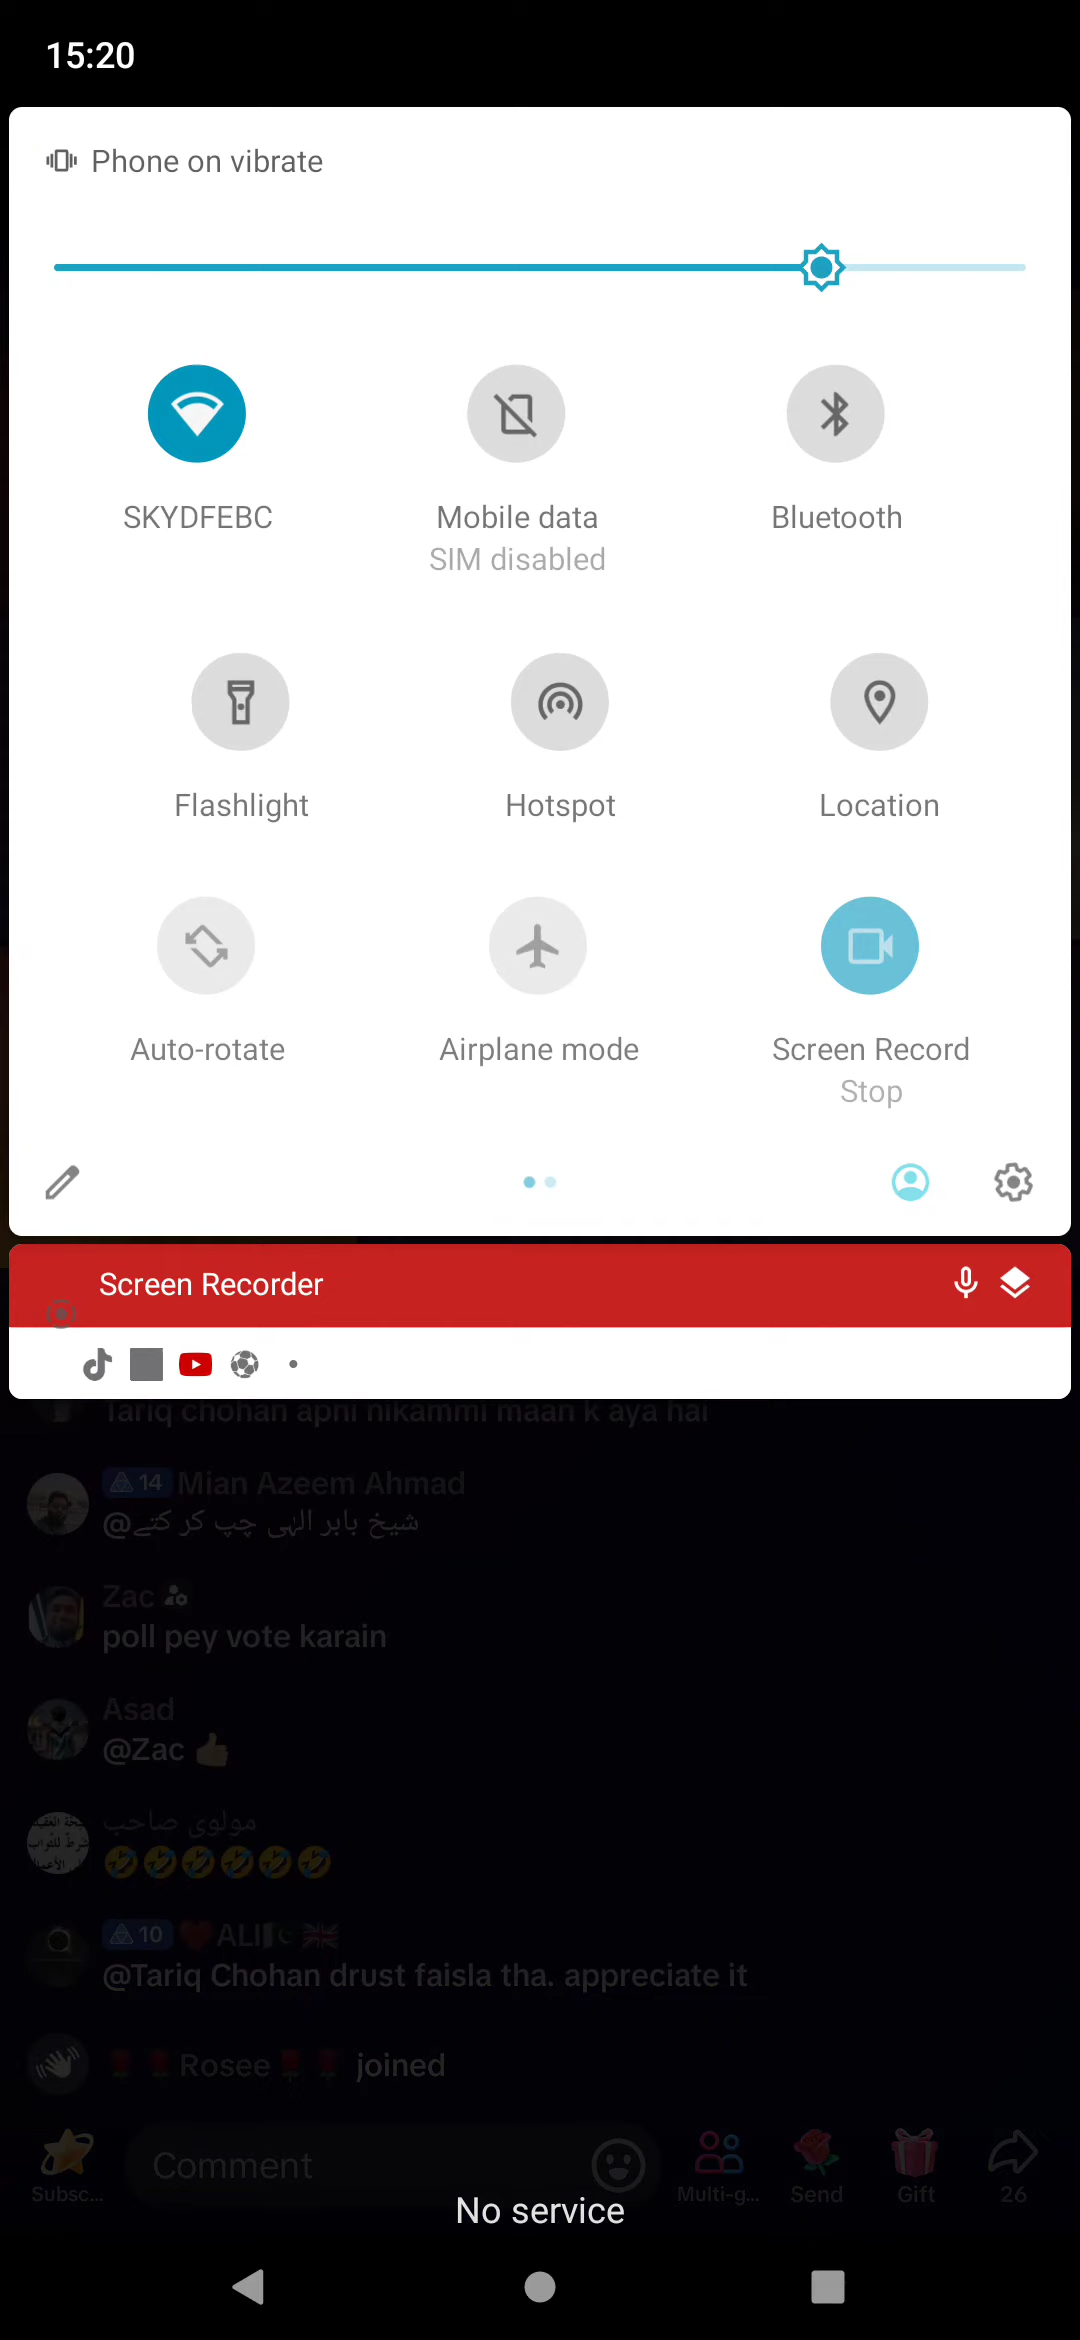 15:20
Phone on vibrate
SKYDFEBC
Mobile data
SIM disabled
Bluetooth
Flashlight
Hotspot
Location
Auto-rotate
Airplane mode
Screen Record
Stop
Screen Recorder
Tariq chohan apni nikammi maan k aya hai
14 Mian Azeem Ahmad
@شیخ بابر الہٰی چپ کر کتے
Zac
poll pey vote karain
Asad
@Zac 👍
مولوی صاحب
🤣🤣🤣🤣🤣🤣
10 ❤️ALI🇵🇰🇬🇧
@Tariq Chohan drust faisla tha. appreciate it
🌹🌹Rosee🌹🌹 joined
Comment
Subsc...
Multi-g...
Send
Gift
26
No service